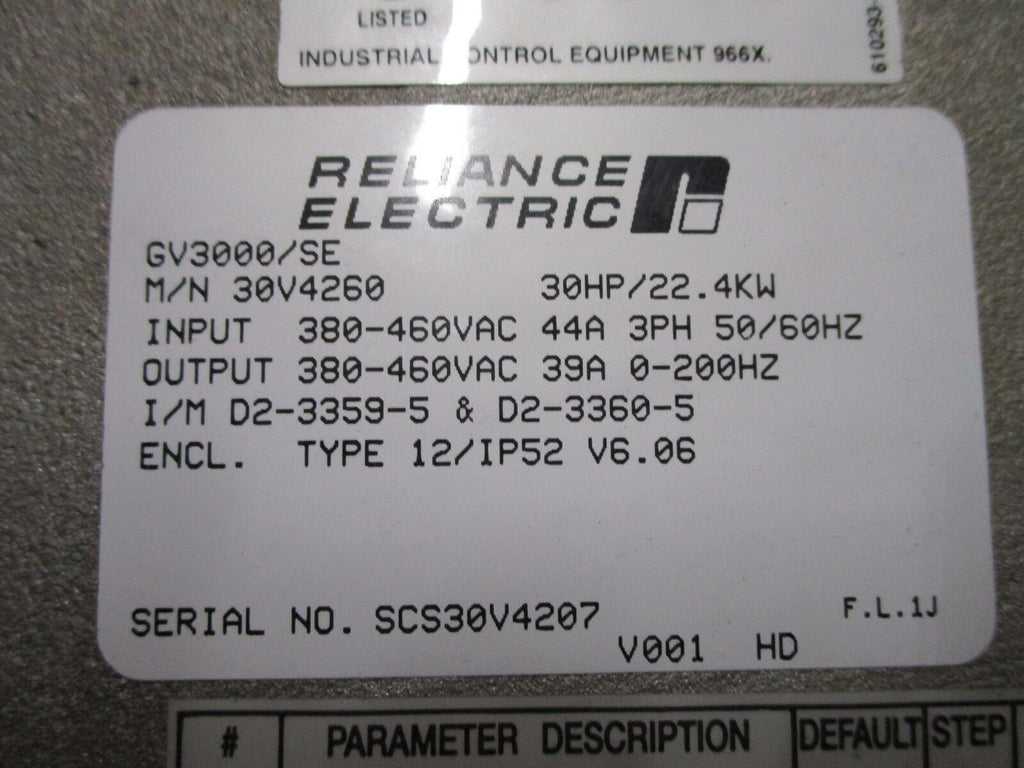 LISTED
INDUSTRIAL CONTROL EQUIPMENT 966X.
610293-
RELIANCE
ELECTRIC
GV3000/SE
M/N 30V4260 30HP/22.4KW
INPUT 380-460VAC 44A 3PH 50/60HZ
OUTPUT 380-460VAC 39A 0-200HZ
I/M D2-3359-5 & D2-3360-5
ENCL. TYPE 12/IP52 V6.06
SERIAL NO. SCS30V4207 F.L.1J
V001 HD
# PARAMETER DESCRIPTION DEFAULT STEP